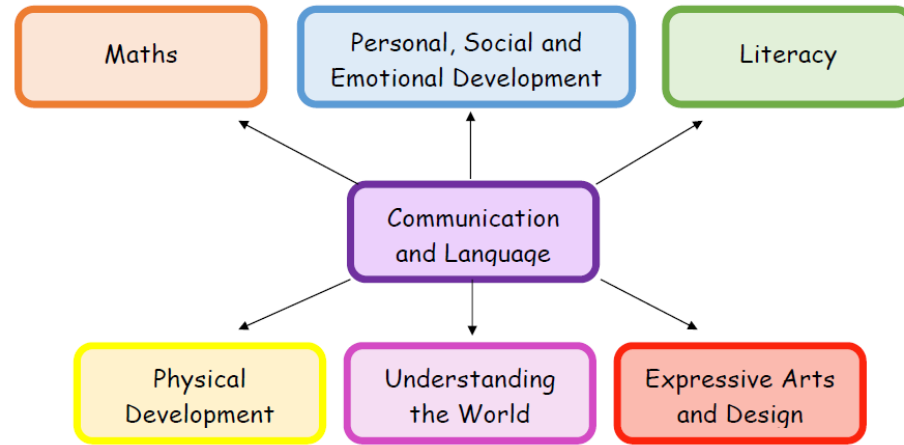 Maths
Personal, Social and
Emotional Development
Literacy
Communication
and Language
Physical
Development
Understanding
the World
Expressive Arts
and Design